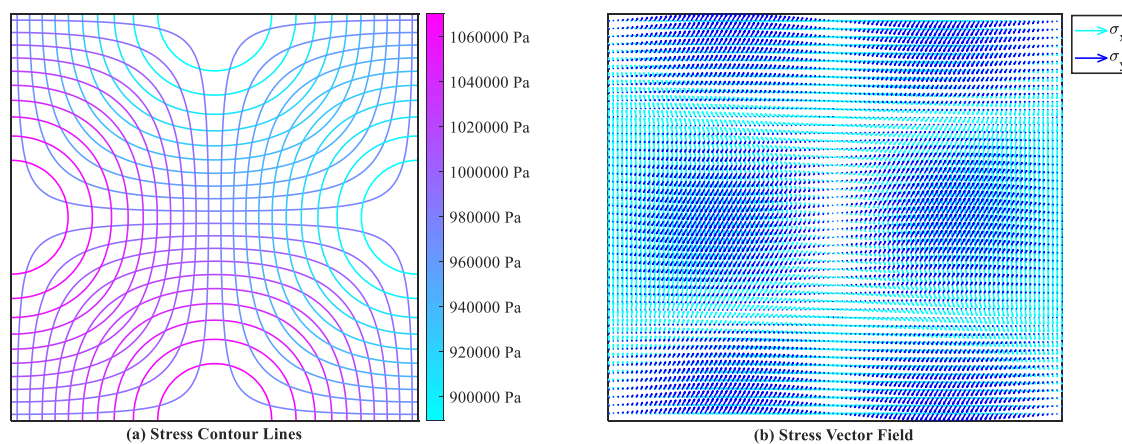 1060000 Pa
1040000 Pa
1020000 Pa
1000000 Pa
980000 Pa
960000 Pa
940000 Pa
920000 Pa
900000 Pa
(a) Stress Contour Lines
σ
σ
(b) Stress Vector Field